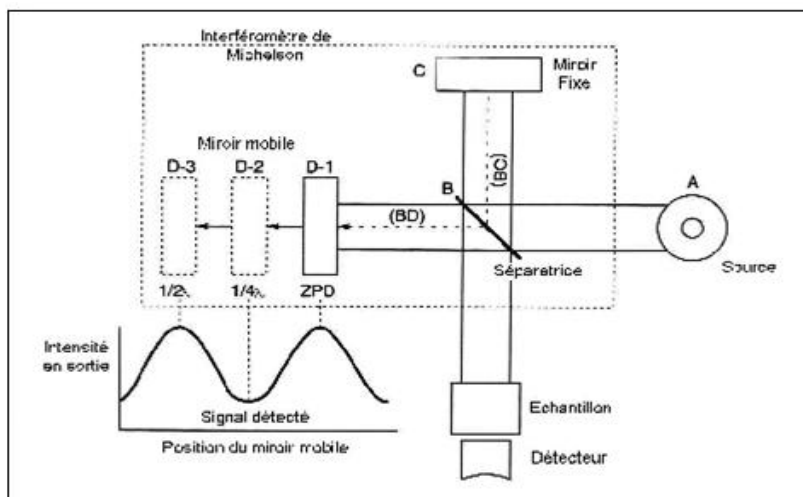 Interféromètre de
Michelson
C
Miroir
Fixe
Miroir mobile
D-3 D-2 D-1
B
(BC)
A
(BD)
Séparatrice
Source
1/2λ 1/4λ ZPD
Intensité
en sortie
Signal détecté
Position du miroir mobile
Echantillon
Détecteur